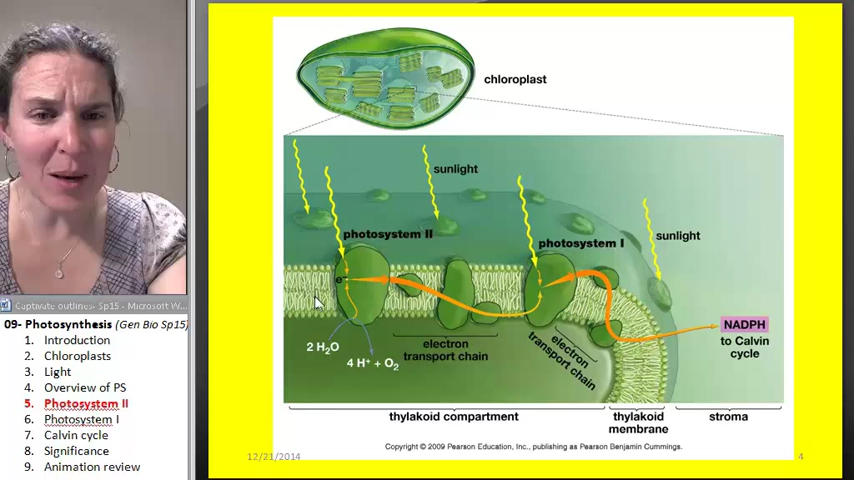 chloroplast
sunlight
photosystem II
photosystem I
sunlight
e-
NADPH
to Calvin
cycle
2 H2O
4 H+ + O2
electron
transport chain
electron
transport chain
thylakoid compartment
thylakoid
membrane
stroma
Copyright © 2009 Pearson Education, Inc., publishing as Pearson Benjamin Cummings.
12/21/2014
4
Captivate outlines- Sp15 - Microsoft W...
09- Photosynthesis (Gen Bio Sp15)
1. Introduction
2. Chloroplasts
3. Light
4. Overview of PS
5. Photosystem II
6. Photosystem I
7. Calvin cycle
8. Significance
9. Animation review